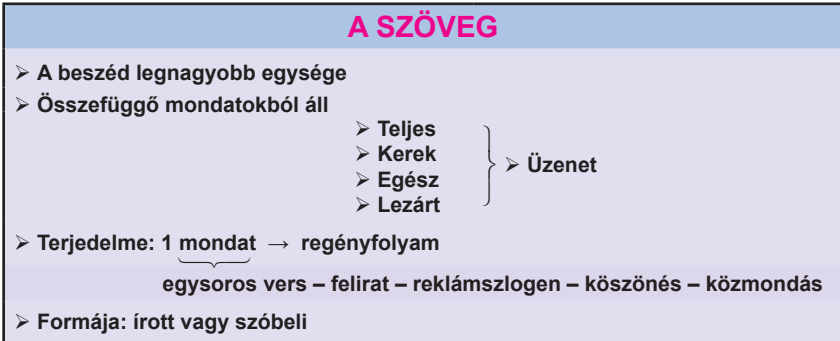 A SZÖVEG
➢ A beszéd legnagyobb egysége
➢ Összefüggő mondatokból áll
➢ Teljes
➢ Kerek
➢ Egész
➢ Lezárt
➢ Üzenet
➢ Terjedelme: 1 mondat → regényfolyam
egysoros vers – felirat – reklámszlogen – köszönés – közmondás
➢ Formája: írott vagy szóbeli